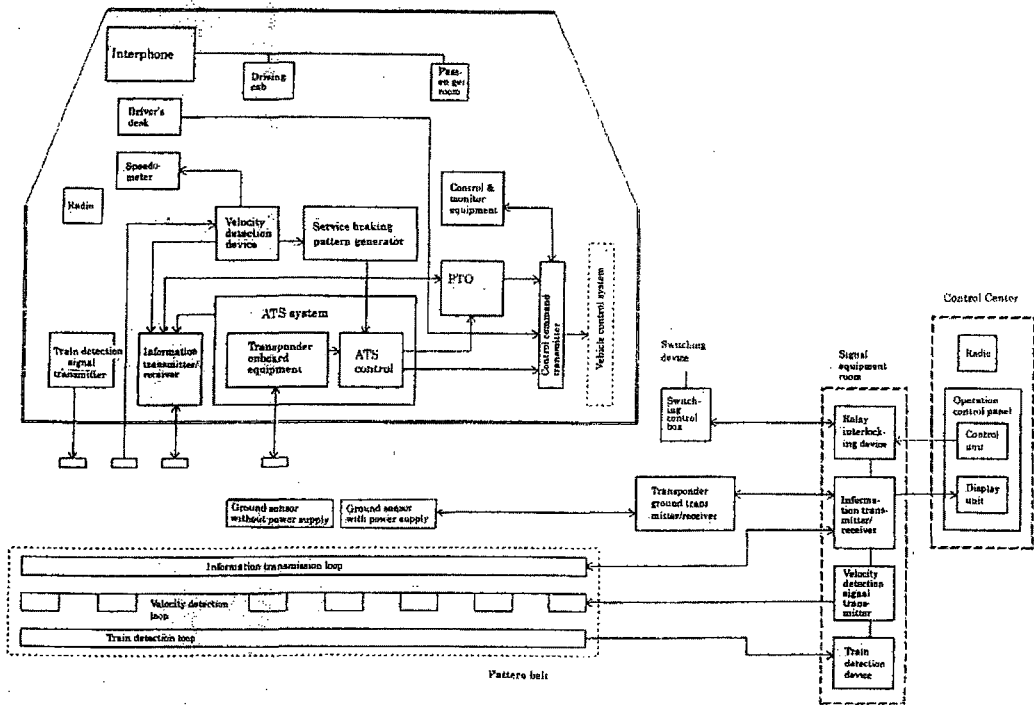 Interphone
Driving
cab
Passen ger
room
Driver's
desk
Speedo-
meter
Radio
Velocity
detection
device
Service braking
pattern generator
Control &
monitor
equipment
PTO
Control command
transmitter
Vehicle control system
ATS system
Transponder
onboard
equipment
ATS
control
Train detection
signal
transmitter
Information
transmitter/
receiver
Control Center
Radio
Operation
control panel
Control
unit
Display
unit
Switching
device
Switch-
ing
control
box
Signal
equipment
room
Relay
interlock-
ing device
Informa-
tion trans-
mitter/
receiver
Velocity
detection
signal
trans-
mitter
Train
detection
device
Transponder
ground trans
mitter/receiver
Ground sensor
without power supply
Ground sensor
with power supply
Information transmission loop
Velocity detection
loop
Train detection loop
Pattern belt